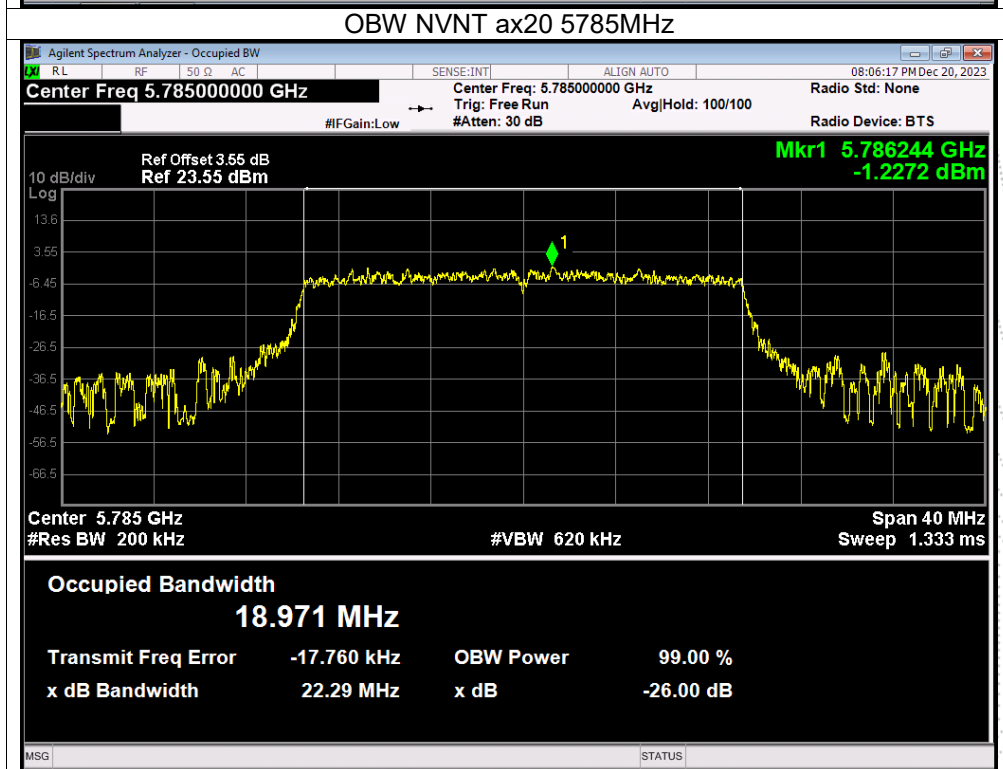 OBW NVNT ax20 5785MHz
Agilent Spectrum Analyzer - Occupied BW
LXI RL RF 50 Ω AC SENSE:INT ALIGN AUTO 08:06:17 PM Dec 20, 2023
Center Freq 5.785000000 GHz
Center Freq: 5.785000000 GHz
Radio Std: None
Trig: Free Run Avg|Hold: 100/100
#IFGain:Low #Atten: 30 dB Radio Device: BTS
Mkr1 5.786244 GHz
-1.2272 dBm
Ref Offset 3.55 dB
10 dB/div Ref 23.55 dBm
Log
13.6
3.55
-6.45
-16.5
-26.5
-36.5
-46.5
-56.5
-66.5
1
Center 5.785 GHz Span 40 MHz
#Res BW 200 kHz #VBW 620 kHz Sweep 1.333 ms
Occupied Bandwidth
18.971 MHz
Transmit Freq Error -17.760 kHz OBW Power 99.00 %
x dB Bandwidth 22.29 MHz x dB -26.00 dB
MSG STATUS